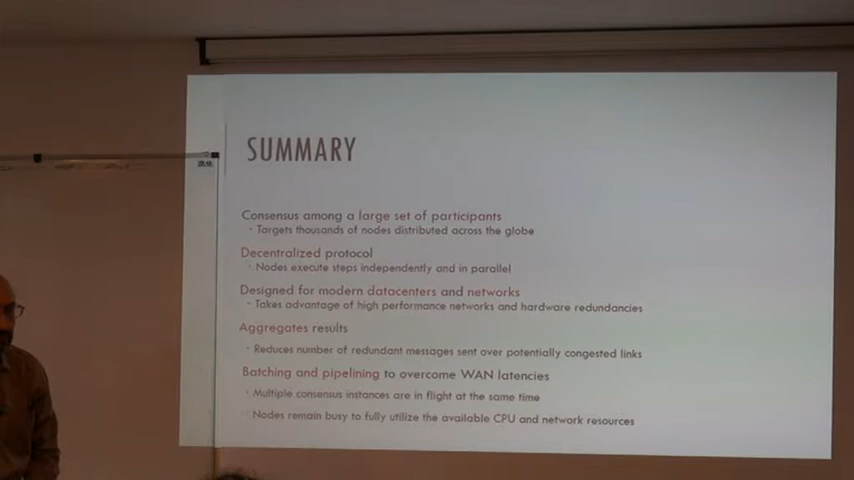 SUMMARY
Consensus among a large set of participants
• Targets thousands of nodes distributed across the globe
Decentralized protocol
• Nodes execute steps independently and in parallel
Designed for modern datacenters and networks
• Takes advantage of high performance networks and hardware redundancies
Aggregates results
• Reduces number of redundant messages sent over potentially congested links
Batching and pipelining to overcome WAN latencies
• Multiple consensus instances are in flight at the same time
• Nodes remain busy to fully utilize the available CPU and network resources